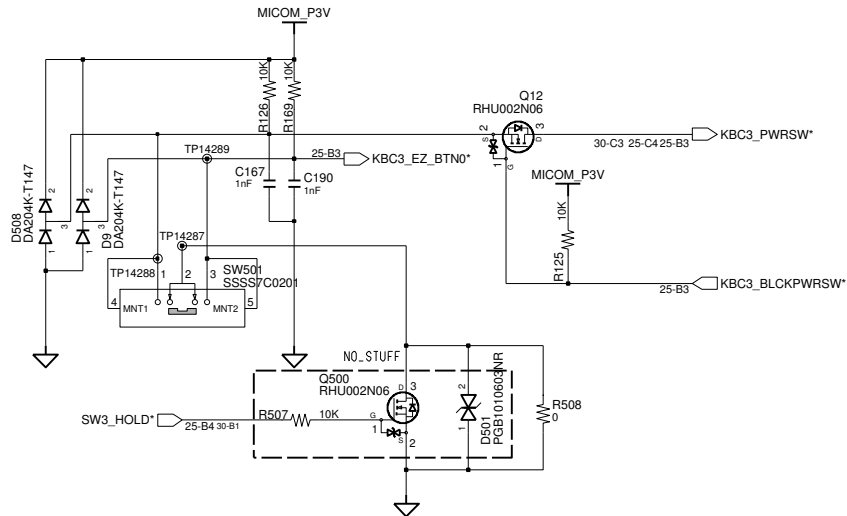 MICOM_P3V
10K
10K
R126
R169
Q12
RHU002N06
2
3
S
D
1
G
KBC3_PWRSW*
30-C3 25-C4 25-B3
25-B3
KBC3_EZ_BTN0*
TP14289
C167
1nF
C190
1nF
MICOM_P3V
10K
R125
KBC3_BLCKPWRSW*
25-B3
D508
DA204K-T147
2
3
1
D9
DA204K-T147
2
3
1
TP14287
TP14288
1
2
3
SW501
SSSS7C0201
4
MNT1
MNT2
5
NO_STUFF
Q500
RHU002N06
D
3
G
1
S
2
SW3_HOLD*
25-B4 30-B1
R507
10K
2
1
D501
PGB1010603NR
R508
0